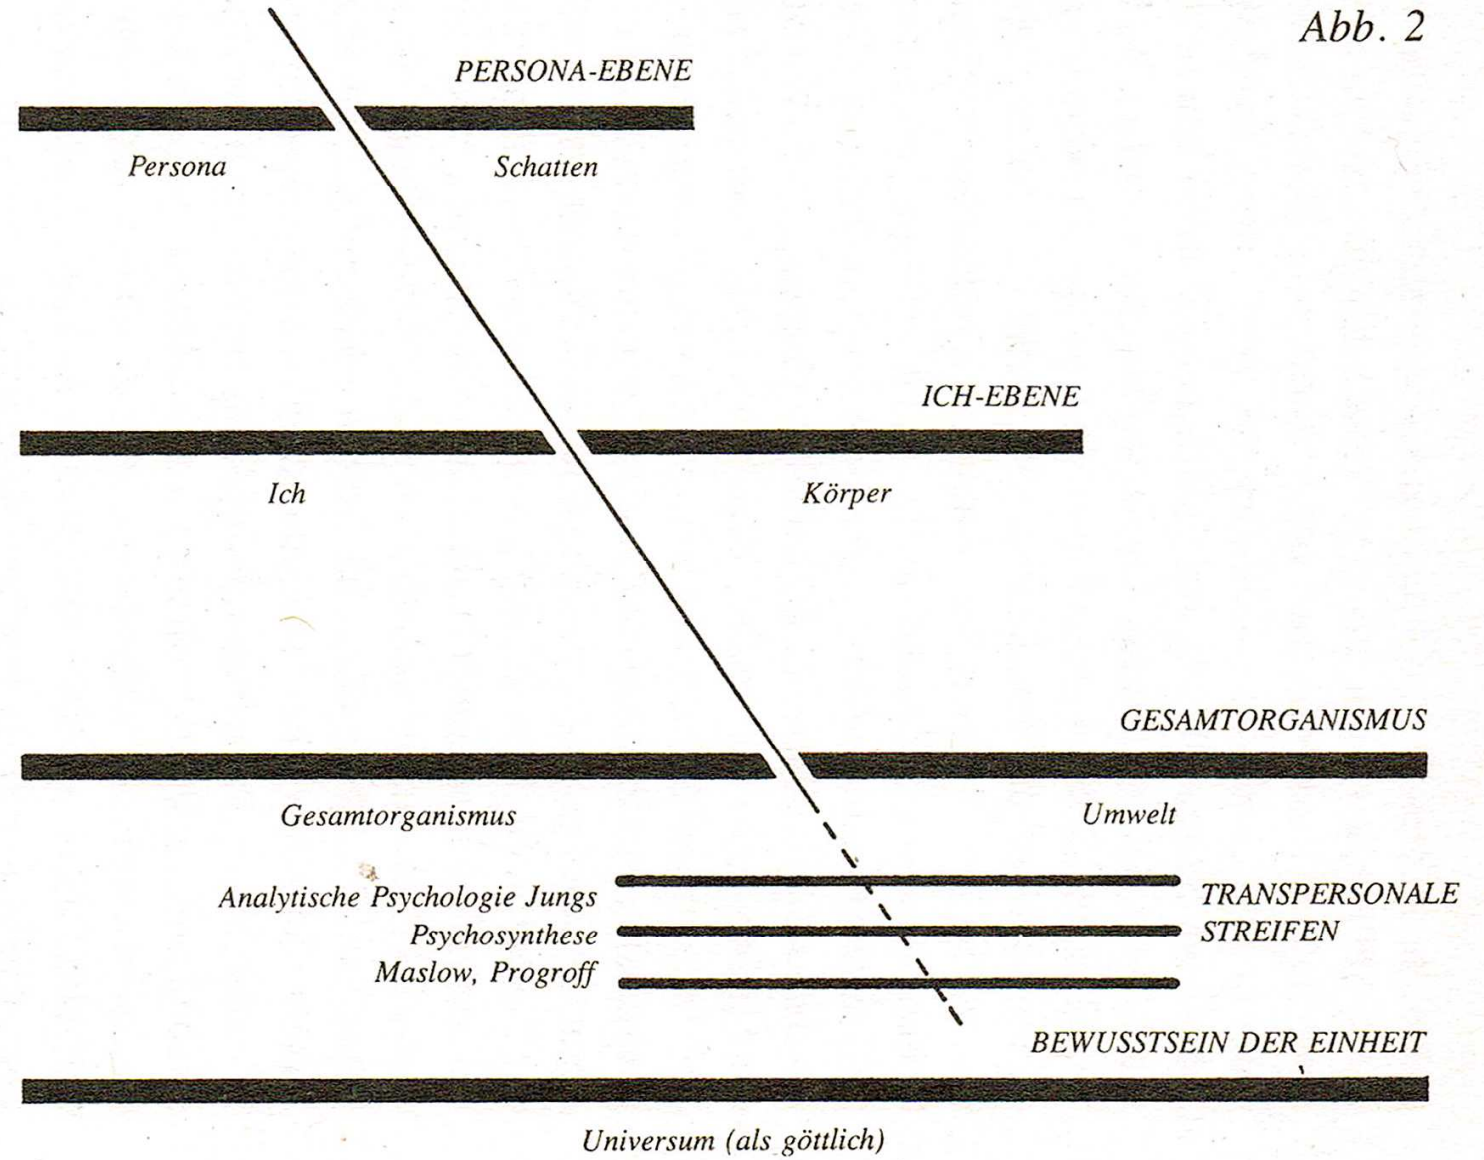 Abb. 2
PERSONA-EBENE
Persona
Schatten
ICH-EBENE
Ich
Körper
GESAMTORGANISMUS
Gesamtorganismus
Umwelt
Analytische Psychologie Jungs
Psychosynthese
Maslow, Progroff
TRANSPERSONALE
STREIFEN
BEWUSSTSEIN DER EINHEIT
Universum (als göttlich)